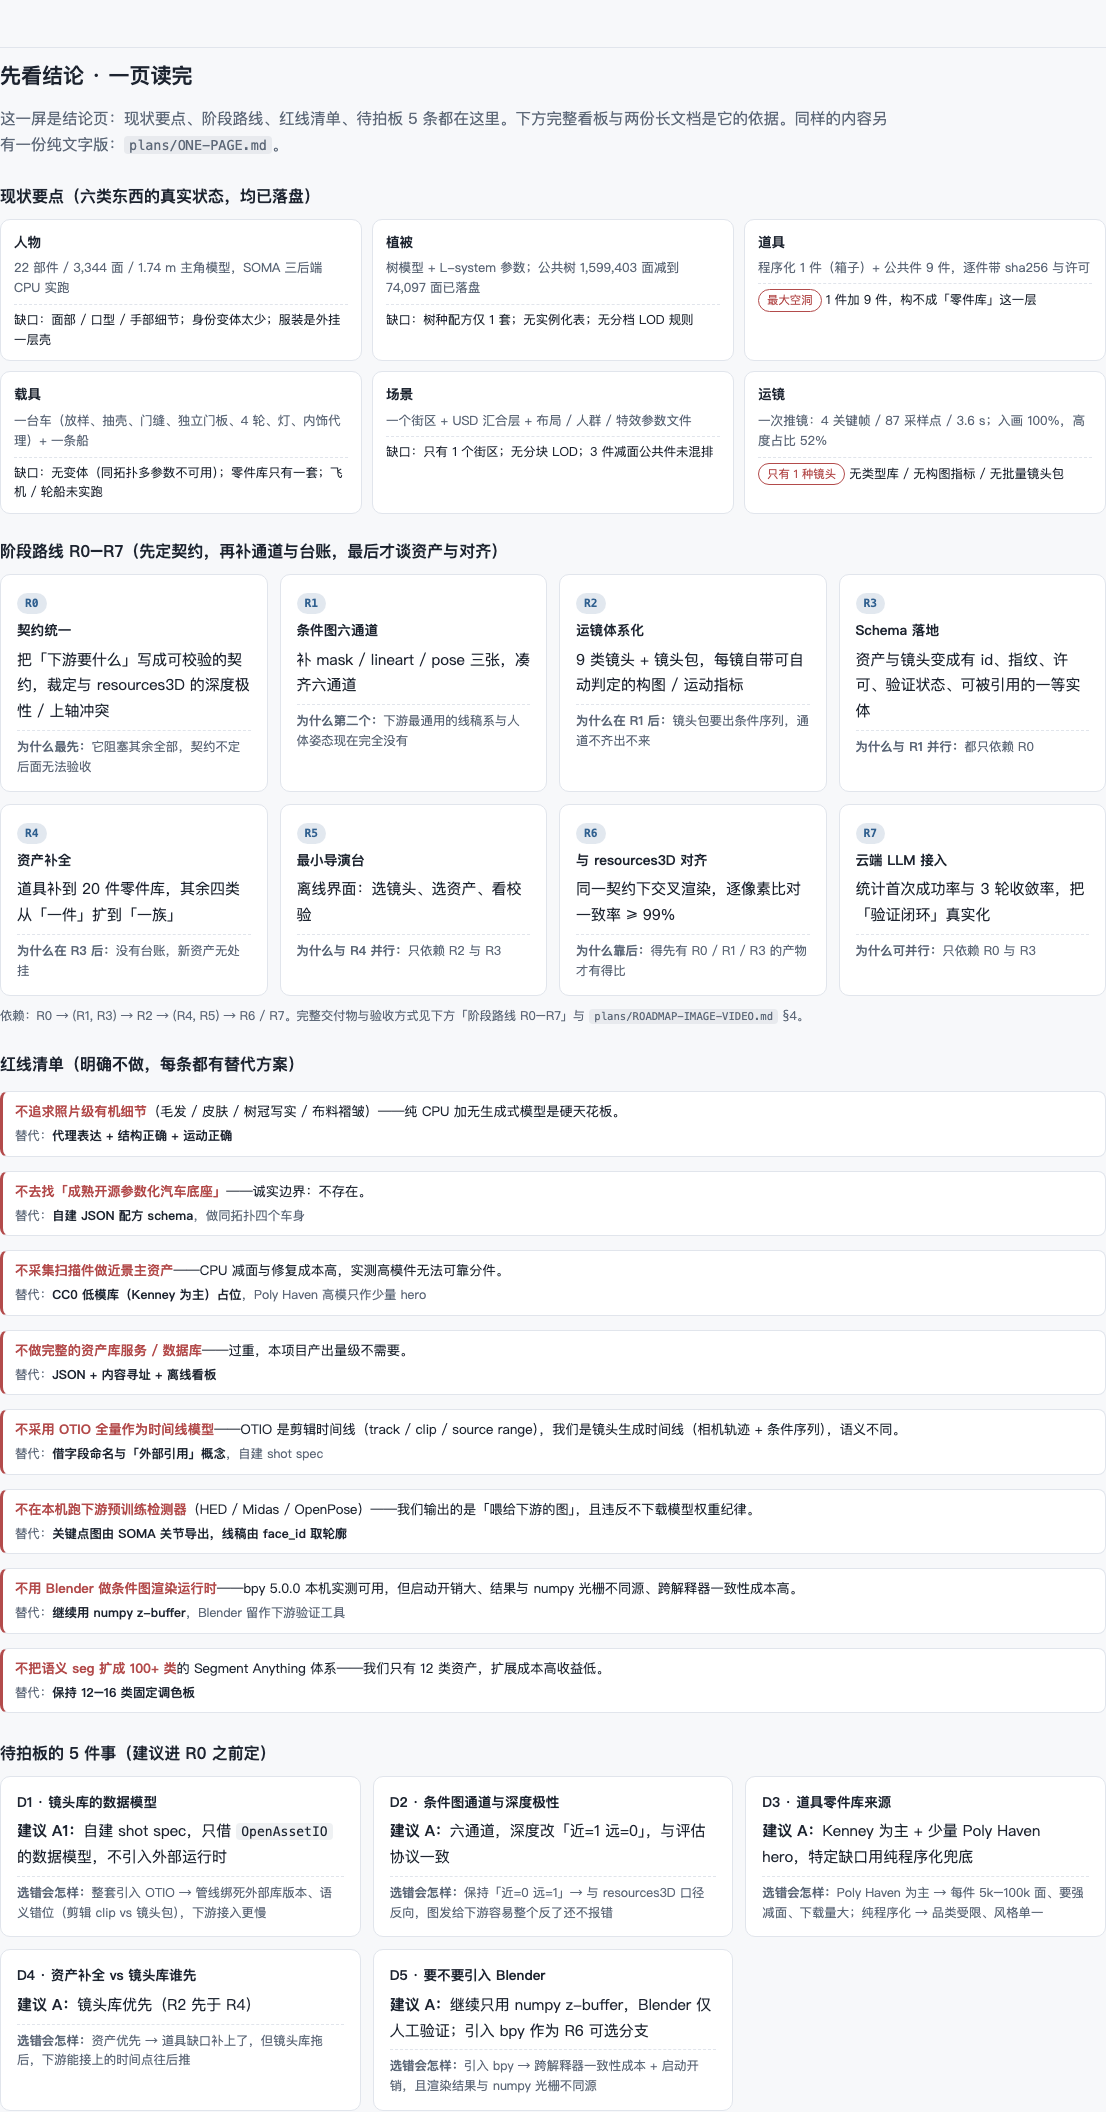 先看结论 · 一页读完
这一屏是结论页：现状要点、阶段路线、红线清单、待拍板 5 条都在这里。下方完整看板与两份长文档是它的依据。同样的内容另
有一份纯文字版： plans/ONE-PAGE.md 。
现状要点（六类东西的真实状态，均已落盘）
人物
22 部件 / 3,344 面 / 1.74 m 主角模型，SOMA 三后端
CPU 实跑
缺口：面部 / 口型 / 手部细节；身份变体太少；服装是外挂
一层壳
植被
树模型 + L-system 参数；公共树 1,599,403 面减到
74,097 面已落盘
缺口：树种配方仅 1 套；无实例化表；无分档 LOD 规则
道具
程序化 1 件（箱子）+ 公共件 9 件，逐件带 sha256 与许可
最大空洞 1 件加 9 件，构不成「零件库」这一层
载具
一台车（放样、抽壳、门缝、独立门板、4 轮、灯、内饰代
理）+ 一条船
缺口：无变体（同拓扑多参数不可用）；零件库只有一套；飞
机 / 轮船未实跑
场景
一个街区 + USD 汇合层 + 布局 / 人群 / 特效参数文件
缺口：只有 1 个街区；无分块 LOD；3 件减面公共件未混排
运镜
一次推镜：4 关键帧 / 87 采样点 / 3.6 s；入画 100%，高
度占比 52%
只有 1 种镜头 无类型库 / 无构图指标 / 无批量镜头包
阶段路线 R0—R7（先定契约，再补通道与台账，最后才谈资产与对齐）
R0
契约统一
把「下游要什么」写成可校验的契
约，裁定与 resources3D 的深度极
性 / 上轴冲突
为什么最先：它阻塞其余全部，契约不定
后面无法验收
R1
条件图六通道
补 mask / lineart / pose 三张，凑
齐六通道
为什么第二个：下游最通用的线稿系与人
体姿态现在完全没有
R2
运镜体系化
9 类镜头 + 镜头包，每镜自带可自
动判定的构图 / 运动指标
为什么在 R1 后：镜头包要出条件序列，通
道不齐出不来
R3
Schema 落地
资产与镜头变成有 id、指纹、许
可、验证状态、可被引用的一等实
体
为什么与 R1 并行：都只依赖 R0
R4
资产补全
道具补到 20 件零件库，其余四类
从「一件」扩到「一族」
为什么在 R3 后：没有台账，新资产无处
挂
R5
最小导演台
离线界面：选镜头、选资产、看校
验
为什么与 R4 并行：只依赖 R2 与 R3
R6
与 resources3D 对齐
同一契约下交叉渲染，逐像素比对
一致率 ≥ 99%
为什么靠后：得先有 R0 / R1 / R3 的产物
才有得比
R7
云端 LLM 接入
统计首次成功率与 3 轮收敛率，把
「验证闭环」真实化
为什么可并行：只依赖 R0 与 R3
依赖：R0 → (R1, R3) → R2 → (R4, R5) → R6 / R7。完整交付物与验收方式见下方「阶段路线 R0—R7」与 plans/ROADMAP-IMAGE-VIDEO.md §4。
红线清单（明确不做，每条都有替代方案）
不追求照片级有机细节（毛发 / 皮肤 / 树冠写实 / 布料褶皱）——纯 CPU 加无生成式模型是硬天花板。
替代：代理表达 + 结构正确 + 运动正确
不去找「成熟开源参数化汽车底座」——诚实边界：不存在。
替代：自建 JSON 配方 schema，做同拓扑四个车身
不采集扫描件做近景主资产——CPU 减面与修复成本高，实测高模件无法可靠分件。
替代：CC0 低模库（Kenney 为主）占位，Poly Haven 高模只作少量 hero
不做完整的资产库服务 / 数据库——过重，本项目产出量级不需要。
替代：JSON + 内容寻址 + 离线看板
不采用 OTIO 全量作为时间线模型——OTIO 是剪辑时间线（track / clip / source range），我们是镜头生成时间线（相机轨迹 + 条件序列），语义不同。
替代：借字段命名与「外部引用」概念，自建 shot spec
不在本机跑下游预训练检测器（HED / Midas / OpenPose）——我们输出的是「喂给下游的图」，且违反不下载模型权重纪律。
替代：关键点图由 SOMA 关节导出，线稿由 face_id 取轮廓
不用 Blender 做条件图渲染运行时——bpy 5.0.0 本机实测可用，但启动开销大、结果与 numpy 光栅不同源、跨解释器一致性成本高。
替代：继续用 numpy z-buffer，Blender 留作下游验证工具
不把语义 seg 扩成 100+ 类的 Segment Anything 体系——我们只有 12 类资产，扩展成本高收益低。
替代：保持 12—16 类固定调色板
待拍板的 5 件事（建议进 R0 之前定）
D1 · 镜头库的数据模型
建议 A1：自建 shot spec，只借 OpenAssetIO
的数据模型，不引入外部运行时
选错会怎样：整套引入 OTIO → 管线绑死外部库版本、语
义错位（剪辑 clip vs 镜头包），下游接入更慢
D2 · 条件图通道与深度极性
建议 A：六通道，深度改「近=1 远=0」，与评估
协议一致
选错会怎样：保持「近=0 远=1」→ 与 resources3D 口径
反向，图发给下游容易整个反了还不报错
D3 · 道具零件库来源
建议 A：Kenney 为主 + 少量 Poly Haven
hero，特定缺口用纯程序化兜底
选错会怎样：Poly Haven 为主 → 每件 5k—100k 面、要强
减面、下载量大；纯程序化 → 品类受限、风格单一
D4 · 资产补全 vs 镜头库谁先
建议 A：镜头库优先（R2 先于 R4）
选错会怎样：资产优先 → 道具缺口补上了，但镜头库拖
后，下游能接上的时间点往后推
D5 · 要不要引入 Blender
建议 A：继续只用 numpy z-buffer，Blender 仅
人工验证；引入 bpy 作为 R6 可选分支
选错会怎样：引入 bpy → 跨解释器一致性成本 + 启动开
销，且渲染结果与 numpy 光栅不同源